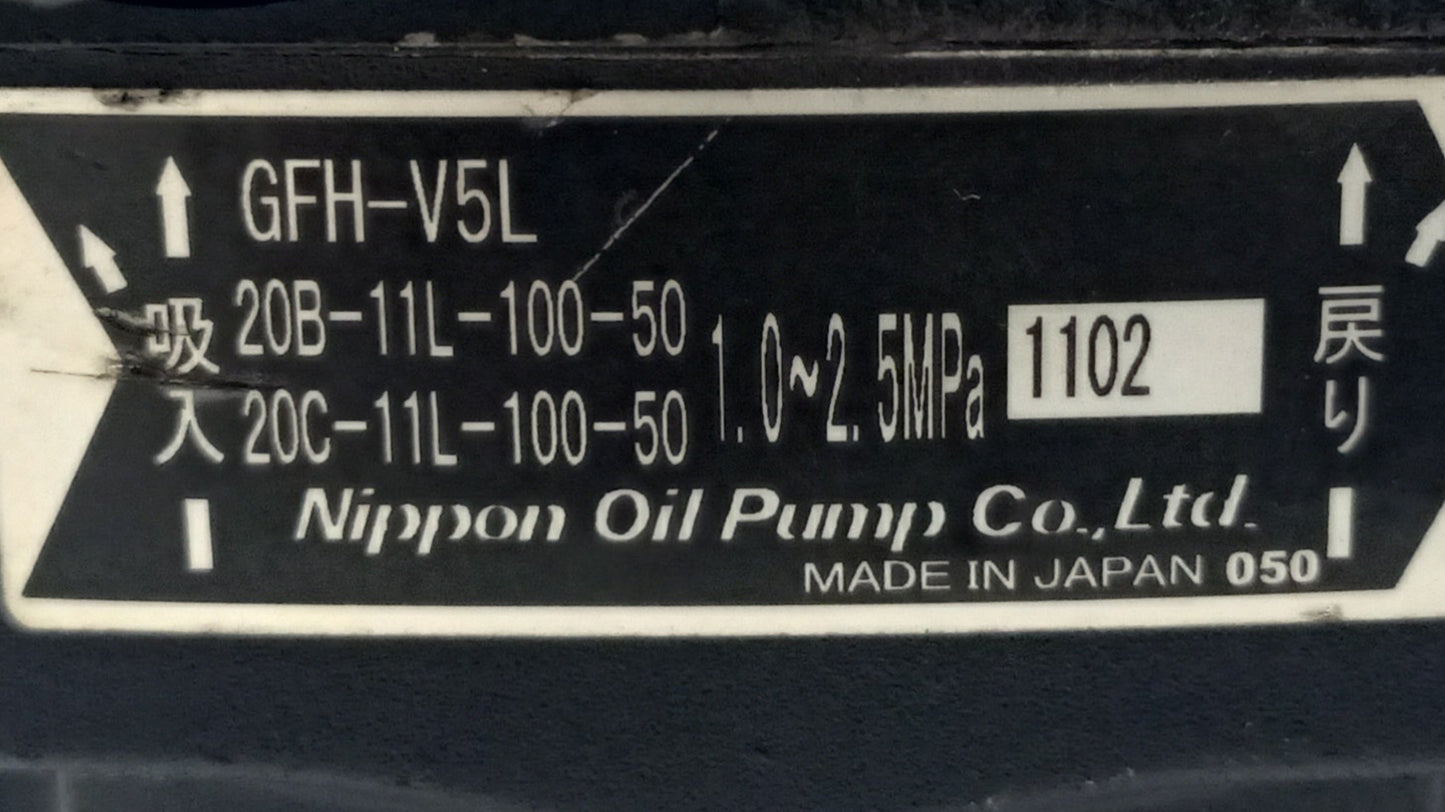 GFH-V5L
吸入
20B-11L-100-50
20C-11L-100-50
1.0~2.5MPa
1102
戻り
Nippon Oil Pump Co.,Ltd.
MADE IN JAPAN 050